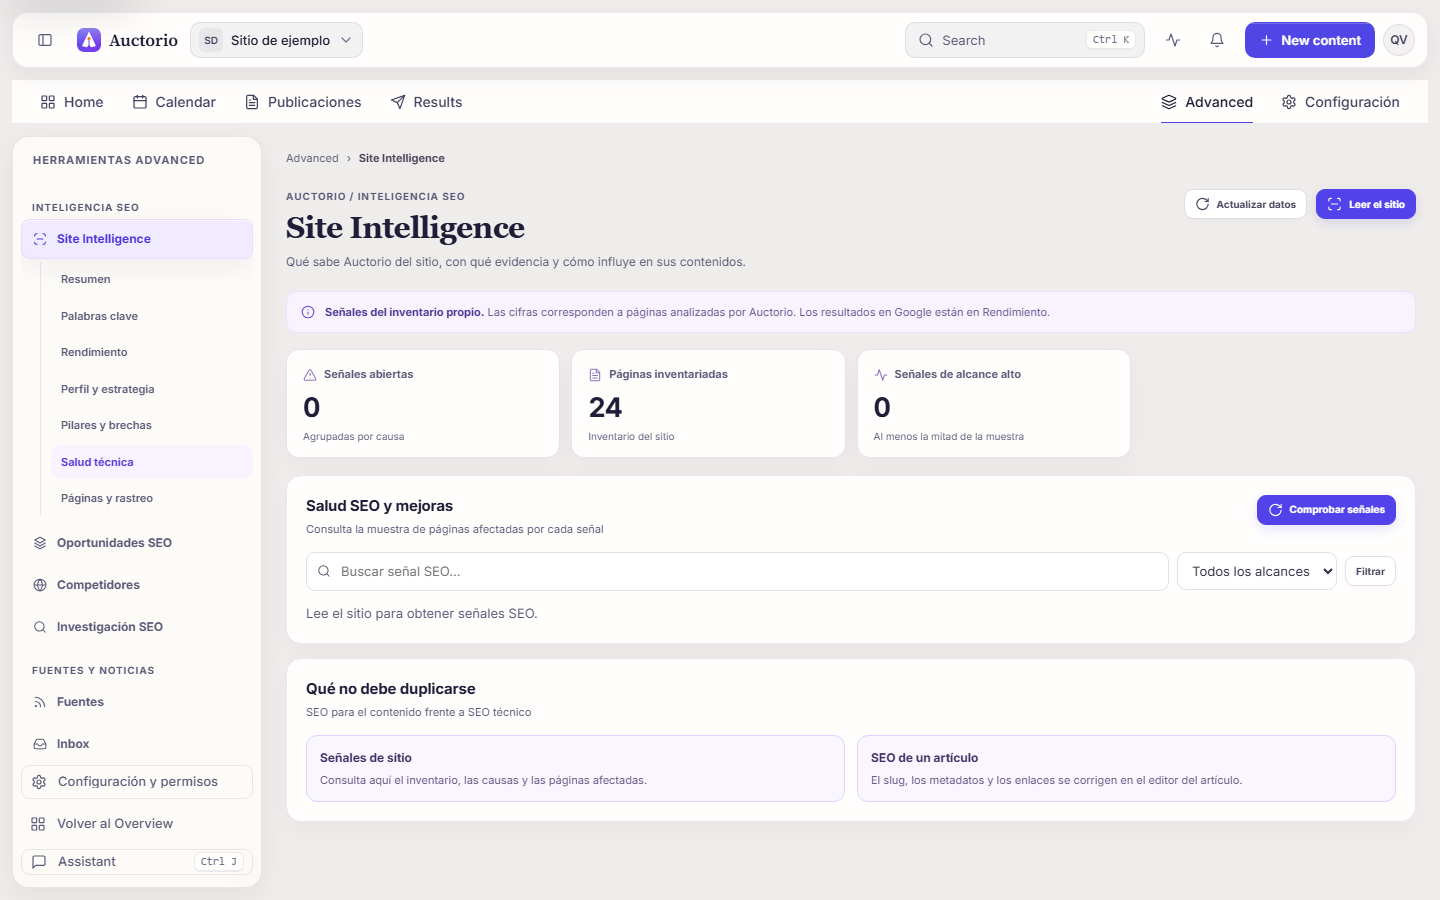 Auctorio
SD Sitio de ejemplo
Search Ctrl K
New content
QV
Home
Calendar
Publicaciones
Results
Advanced
Configuración
HERRAMIENTAS ADVANCED
INTELIGENCIA SEO
Site Intelligence
Resumen
Palabras clave
Rendimiento
Perfil y estrategia
Pilares y brechas
Salud técnica
Páginas y rastreo
Oportunidades SEO
Competidores
Investigación SEO
FUENTES Y NOTICIAS
Fuentes
Inbox
Configuración y permisos
Volver al Overview
Assistant Ctrl J
Advanced › Site Intelligence
AUCTORIO / INTELIGENCIA SEO
Site Intelligence
Qué sabe Auctorio del sitio, con qué evidencia y cómo influye en sus contenidos.
Actualizar datos
Leer el sitio
Señales del inventario propio. Las cifras corresponden a páginas analizadas por Auctorio. Los resultados en Google están en Rendimiento.
Señales abiertas
0
Agrupadas por causa
Páginas inventariadas
24
Inventario del sitio
Señales de alcance alto
0
Al menos la mitad de la muestra
Salud SEO y mejoras
Consulta la muestra de páginas afectadas por cada señal
Comprobar señales
Buscar señal SEO...
Todos los alcances
Filtrar
Lee el sitio para obtener señales SEO.
Qué no debe duplicarse
SEO para el contenido frente a SEO técnico
Señales de sitio
Consulta aquí el inventario, las causas y las páginas afectadas.
SEO de un artículo
El slug, los metadatos y los enlaces se corrigen en el editor del artículo.